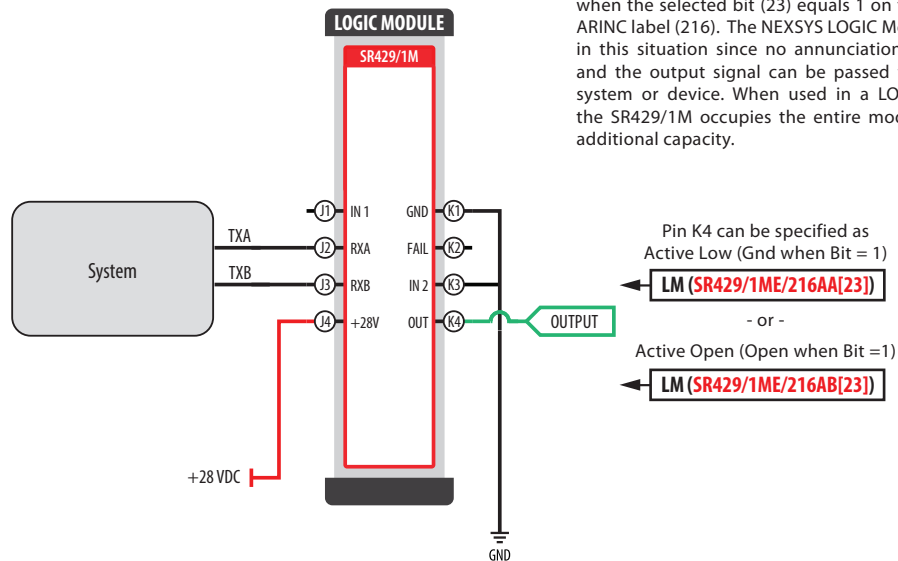 when the selected bit (23) equals 1 on
ARINC label (216). The NEXSYS LOGIC
in this situation since no annunciation
and the output signal can be passed
system or device. When used in a
the SR429/1M occupies the entire
additional capacity.
LOGIC MODULE
SR429/1M
J1 IN 1 GND K1
TXA J2 RXA FAIL K2
System
TXB J3 RXB IN 2 K3
J4 +28V OUT K4 OUTPUT
+28 VDC
GND
Pin K4 can be specified as
Active Low (Gnd when Bit = 1)
LM (SR429/1ME/216AA[23])
- or -
Active Open (Open when Bit =1)
LM (SR429/1ME/216AB[23])